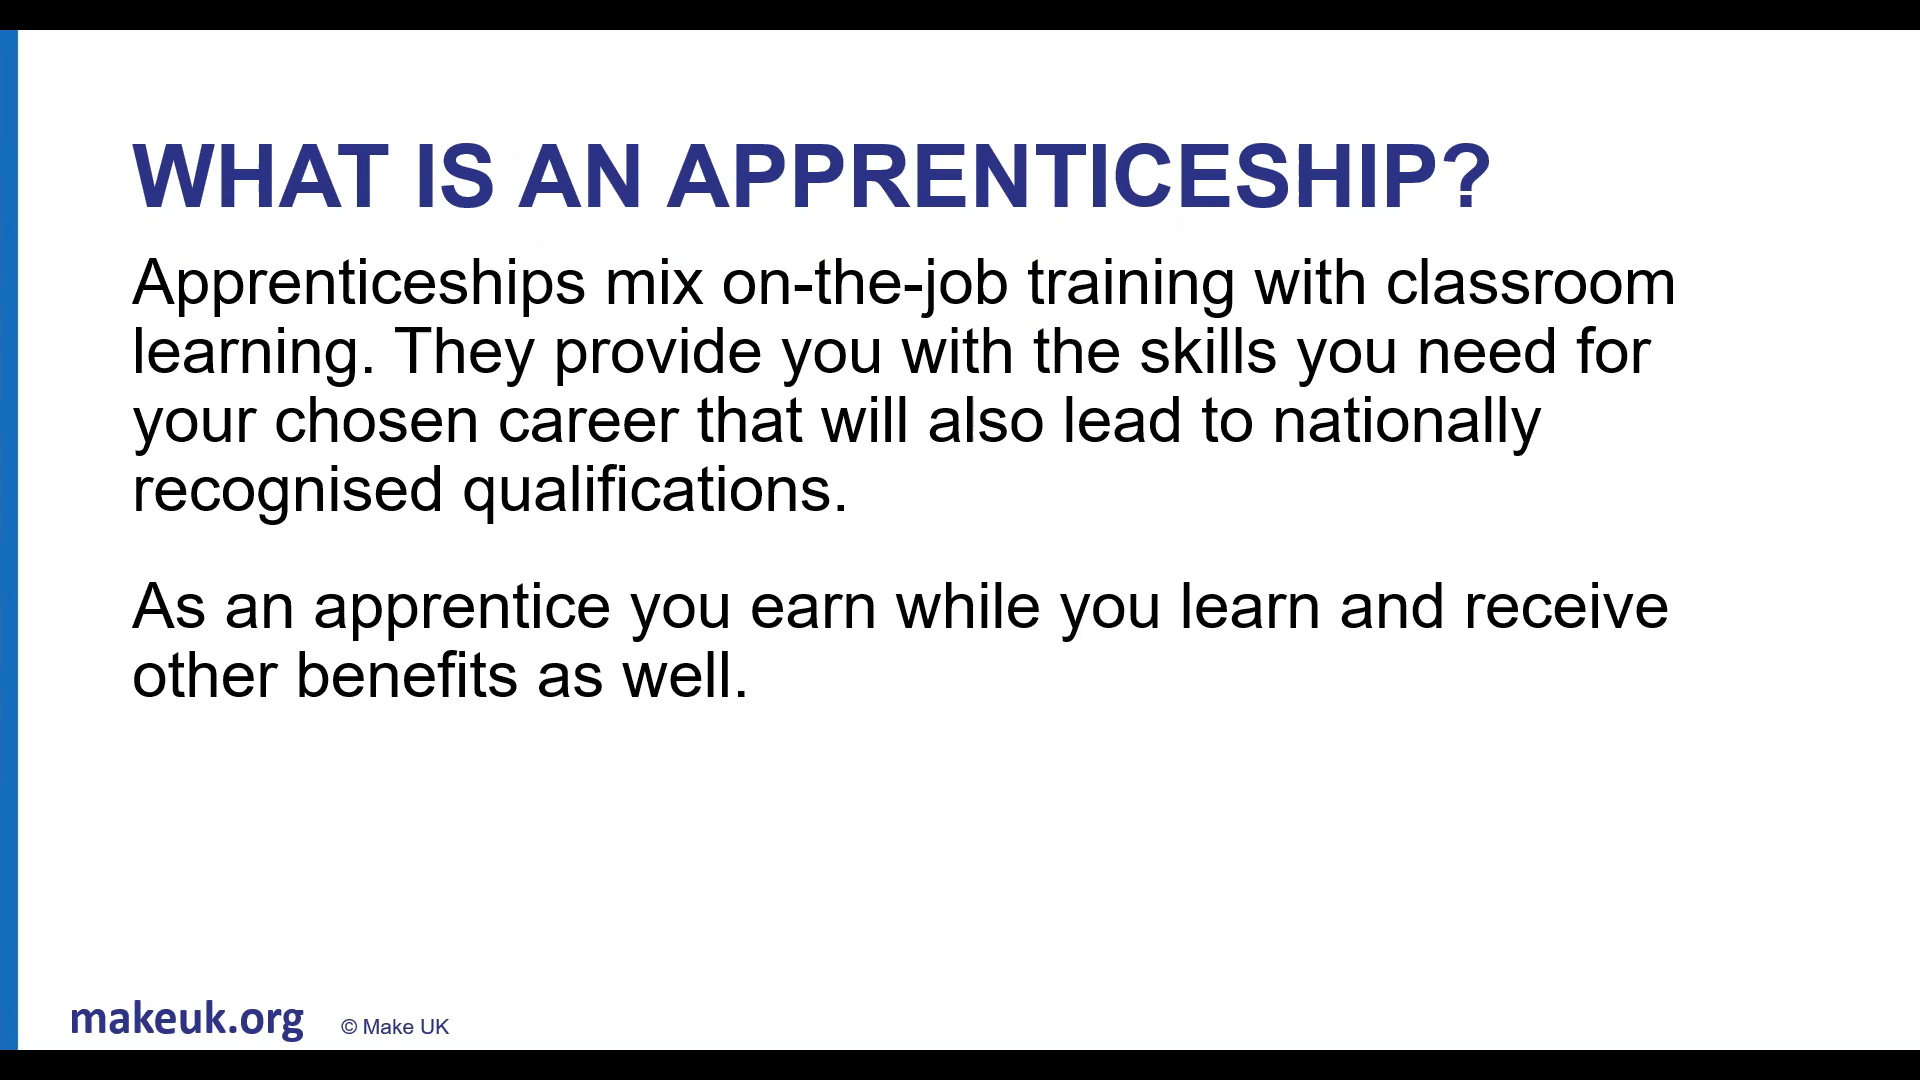 WHAT IS AN APPRENTICESHIP?
Apprenticeships mix on-the-job training with classroom
learning. They provide you with the skills you need for
your chosen career that will also lead to nationally
recognised qualifications.
As an apprentice you earn while you learn and receive
other benefits as well.
makeuk.org © Make UK